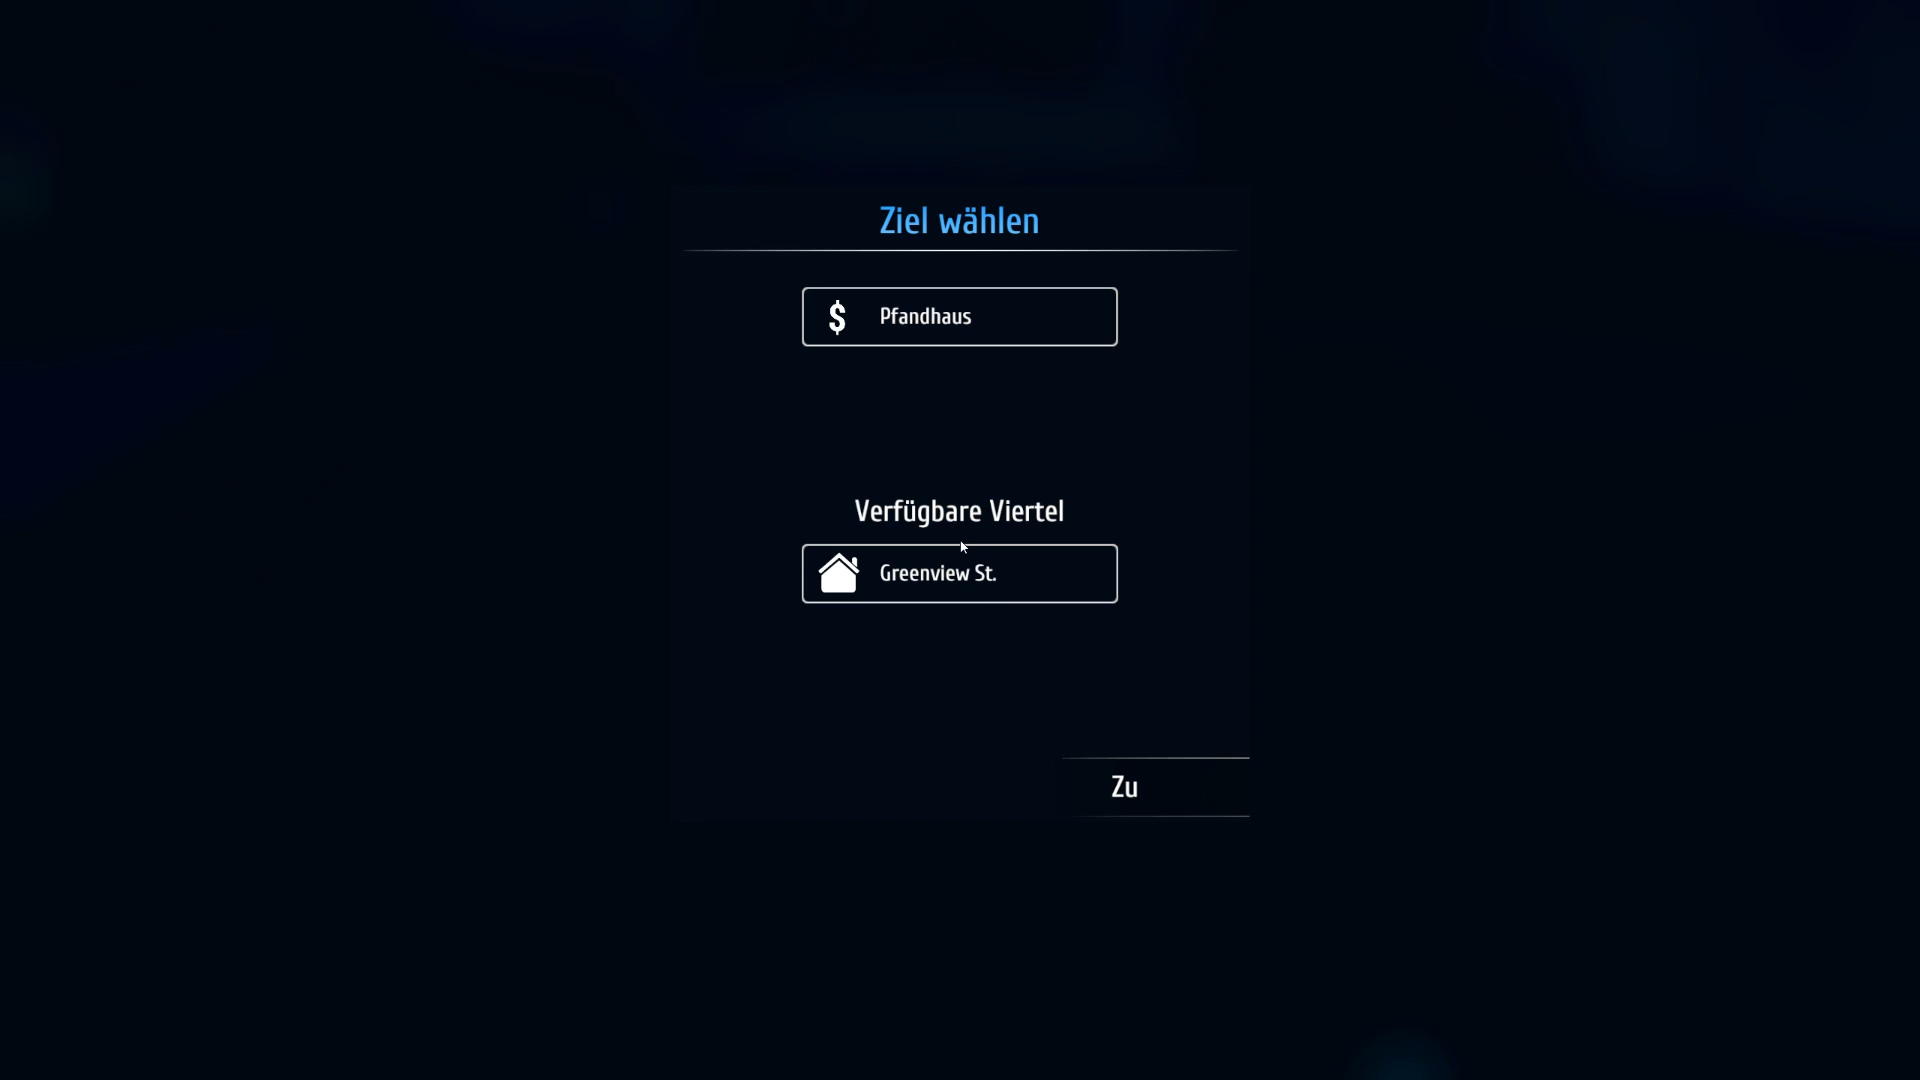 Ziel wählen
$ Pfandhaus
Verfügbare Viertel
Greenview St.
Zu